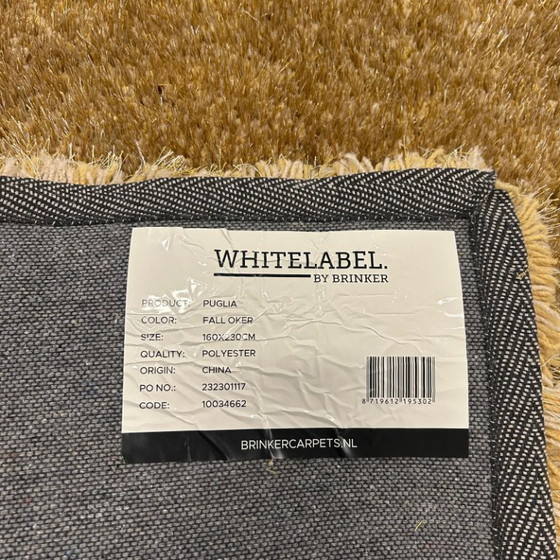 WHITELABEL.
BY BRINKER
PRODUCT: PUGLIA
COLOR: FALL OKER
SIZE: 160X230CM
QUALITY: POLYESTER
ORIGIN: CHINA
PO NO.: 232301117
CODE: 10034662
8 719612 195302
BRINKERCARPETS.NL